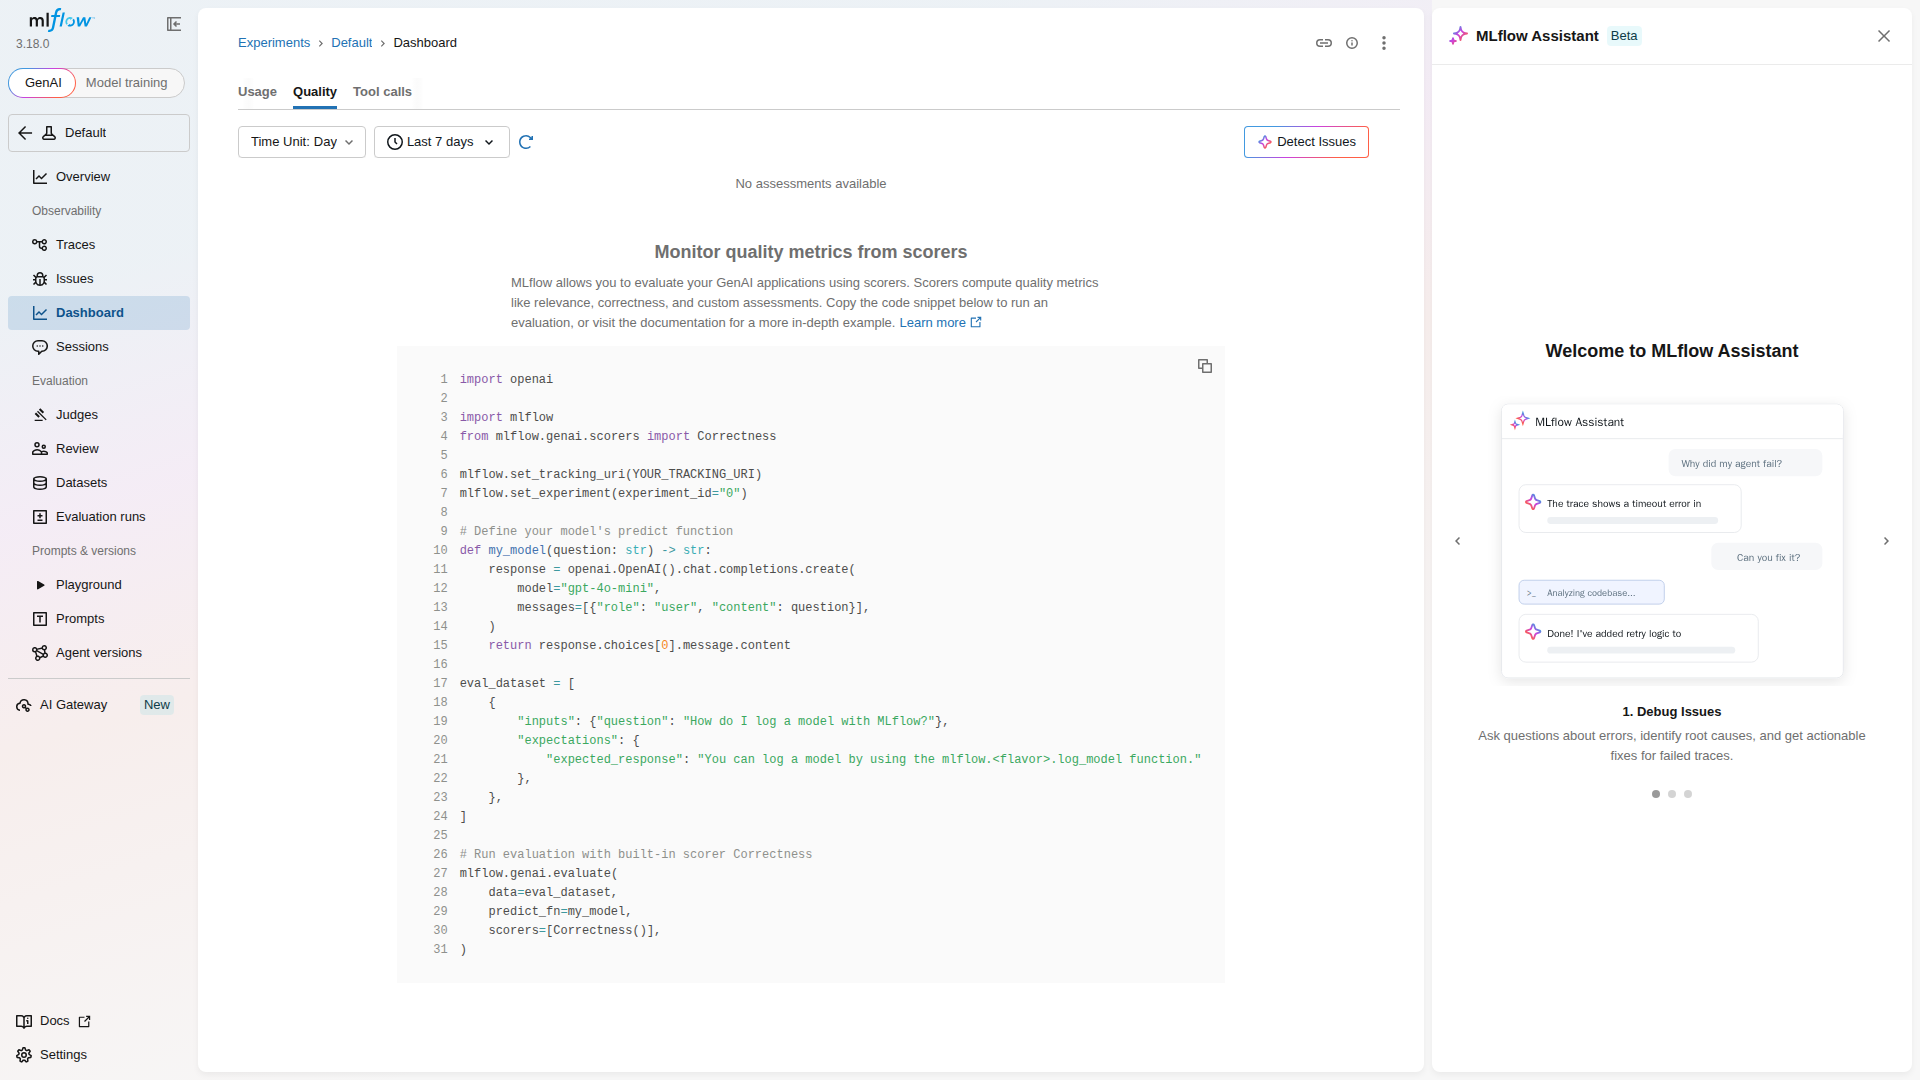 mlflow
3.18.0
GenAI
Model training
Default
Overview
Observability
Traces
Issues
Dashboard
Sessions
Evaluation
Judges
Review
Datasets
Evaluation runs
Prompts & versions
Playground
Prompts
Agent versions
AI Gateway New
Docs
Settings
Experiments > Default > Dashboard
Usage Quality Tool calls
Time Unit: Day
Last 7 days
Detect Issues
No assessments available
Monitor quality metrics from scorers
MLflow allows you to evaluate your GenAI applications using scorers. Scorers compute quality metrics
like relevance, correctness, and custom assessments. Copy the code snippet below to run an
evaluation, or visit the documentation for a more in-depth example. Learn more
1 import openai
2
3 import mlflow
4 from mlflow.genai.scorers import Correctness
5
6 mlflow.set_tracking_uri(YOUR_TRACKING_URI)
7 mlflow.set_experiment(experiment_id="0")
8
9 # Define your model's predict function
10 def my_model(question: str) -> str:
11     response = openai.OpenAI().chat.completions.create(
12         model="gpt-4o-mini",
13         messages=[{"role": "user", "content": question}],
14     )
15     return response.choices[0].message.content
16
17 eval_dataset = [
18     {
19         "inputs": {"question": "How do I log a model with MLflow?"},
20         "expectations": {
21             "expected_response": "You can log a model by using the mlflow.<flavor>.log_model function."
22         },
23     },
24 ]
25
26 # Run evaluation with built-in scorer Correctness
27 mlflow.genai.evaluate(
28     data=eval_dataset,
29     predict_fn=my_model,
30     scorers=[Correctness()],
31 )
MLflow Assistant Beta
Welcome to MLflow Assistant
MLflow Assistant
Why did my agent fail?
The trace shows a timeout error in
Can you fix it?
>_ Analyzing codebase...
Done! I've added retry logic to
1. Debug Issues
Ask questions about errors, identify root causes, and get actionable
fixes for failed traces.